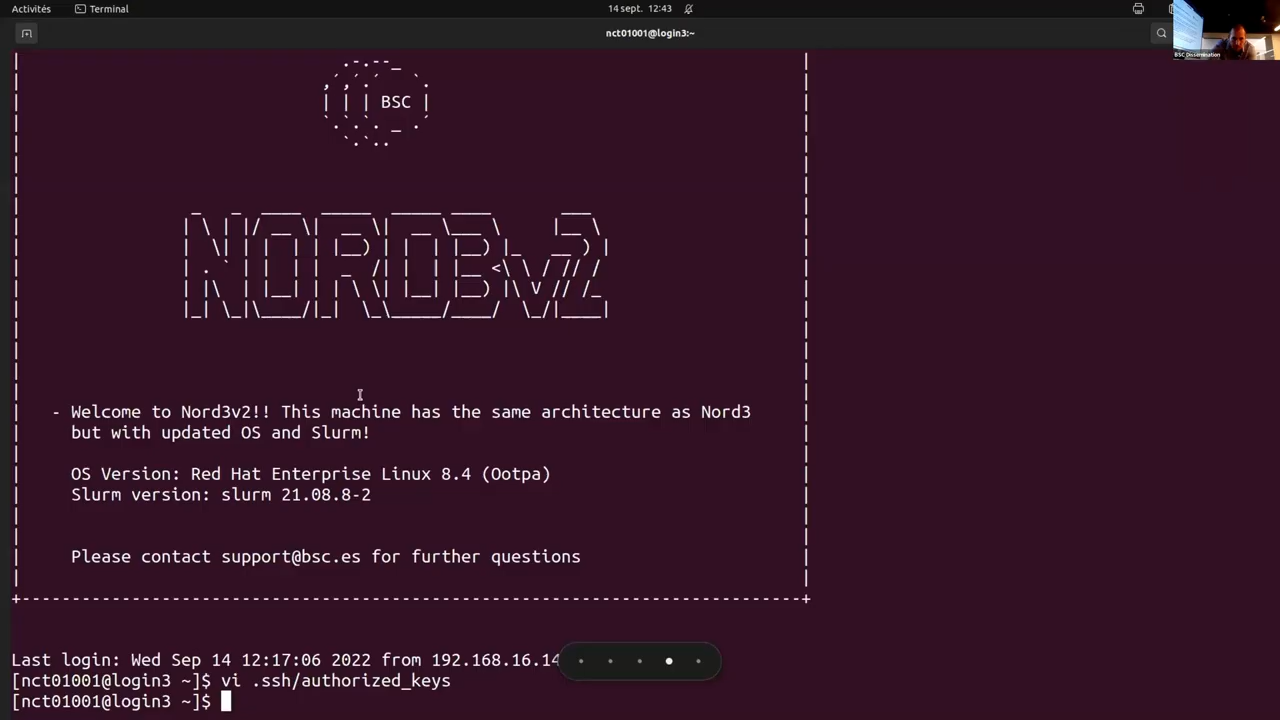 Activités Terminal 14 sept. 12:43
nct01001@login3:~
BSC Dissemination
BSC
NORD3v2
- Welcome to Nord3v2!! This machine has the same architecture as Nord3
but with updated OS and Slurm!
OS Version: Red Hat Enterprise Linux 8.4 (Ootpa)
Slurm version: slurm 21.08.8-2
Please contact support@bsc.es for further questions
Last login: Wed Sep 14 12:17:06 2022 from 192.168.16.14
[nct01001@login3 ~]$ vi .ssh/authorized_keys
[nct01001@login3 ~]$